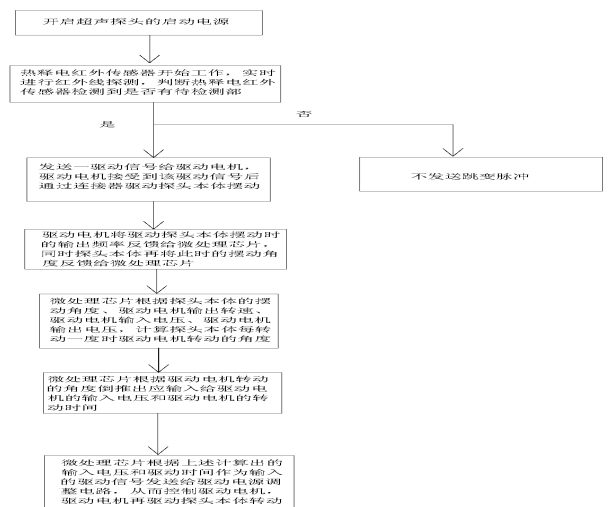 开启超声探头的启动电源
热释电红外传感器开始工作，实时
进行红外线探测，判断热释电红外
传感器检测到是否有待检测部
是
否
发送一驱动信号给驱动电机，
驱动电机接受到该驱动信号后
通过连接器驱动探头本体摆动
不发送跳变脉冲
驱动电机将驱动探头本体摆动时
的输出频率反馈给微处理芯片，
同时探头本体再将此时的摆动角
度反馈给微处理芯片
微处理芯片根据探头本体的摆
动角度、驱动电机输出转速、
驱动电机输入电压、驱动电机
输出电压，计算探头本体每转
动一度时驱动电机转动的角度
微处理芯片根据驱动电机转动
的角度倒推出应输入给驱动电
机的输入电压和驱动电机的转
动时间
微处理芯片根据上述计算出的
输入电压和驱动时间作为输入
的驱动信号发送给驱动电源调
整电路，从而控制驱动电机，
驱动电机再驱动探头本体转动